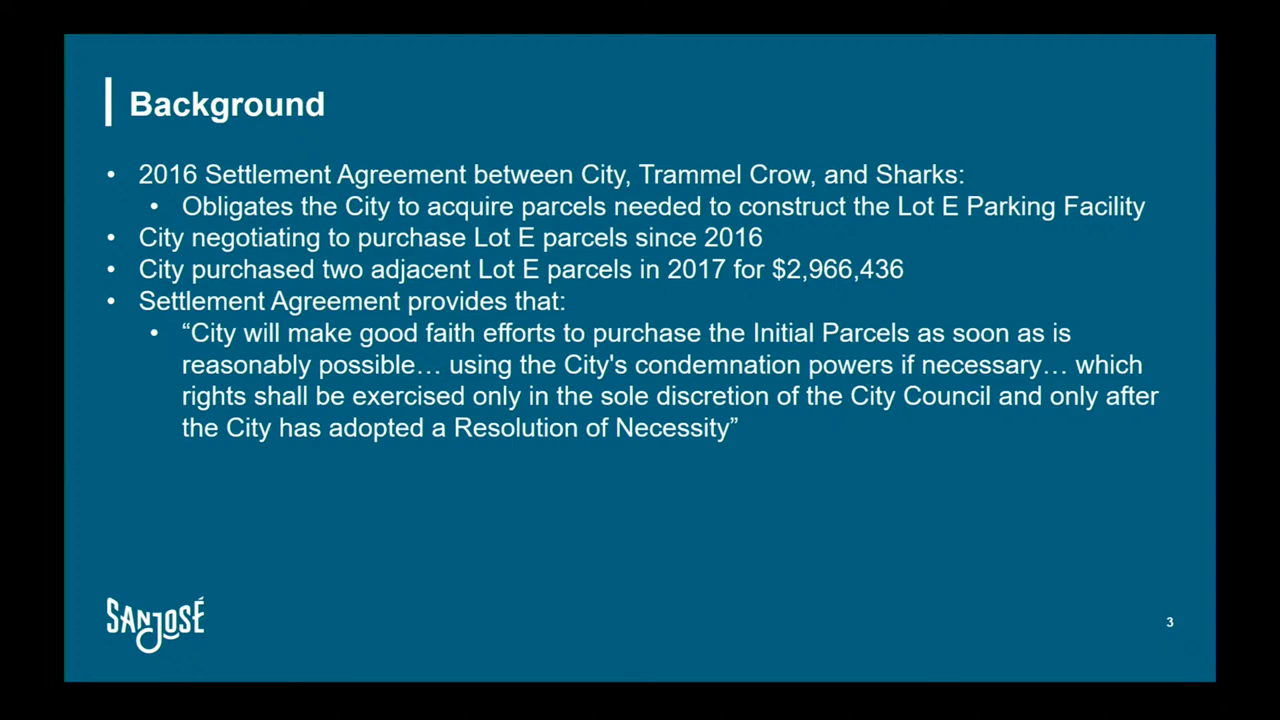 Background
• 2016 Settlement Agreement between City, Trammel Crow, and Sharks:
• Obligates the City to acquire parcels needed to construct the Lot E Parking Facility
• City negotiating to purchase Lot E parcels since 2016
• City purchased two adjacent Lot E parcels in 2017 for $2,966,436
• Settlement Agreement provides that:
• “City will make good faith efforts to purchase the Initial Parcels as soon as is
reasonably possible… using the City's condemnation powers if necessary… which
rights shall be exercised only in the sole discretion of the City Council and only after
the City has adopted a Resolution of Necessity”
SAN JOSÉ
3